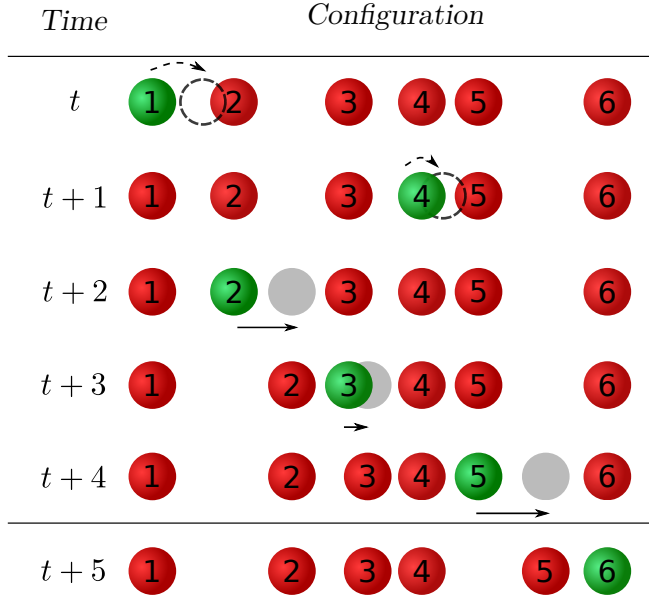 Time Configuration
t 1 2 3 4 5 6
t + 1 1 2 3 4 5 6
t + 2 1 2 3 4 5 6
t + 3 1 2 3 4 5 6
t + 4 1 2 3 4 5 6
t + 5 1 2 3 4 5 6